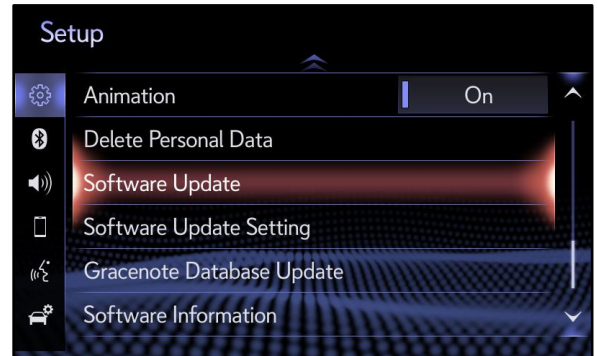 Setup
Animation On
Delete Personal Data
Software Update
Software Update Setting
Gracenote Database Update
Software Information